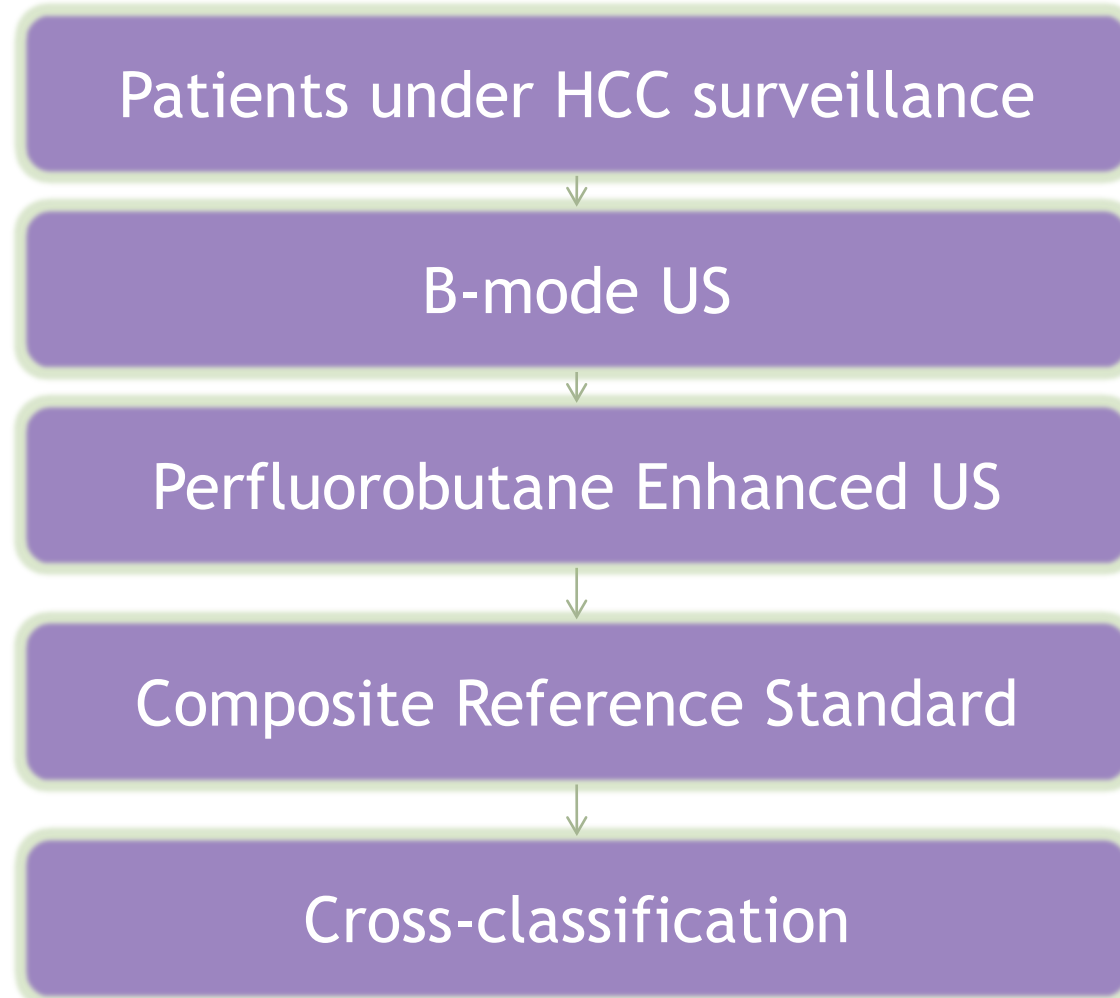 Patients under HCC surveillance
B-mode US
Perfluorobutane Enhanced US
Composite Reference Standard
Cross-classification